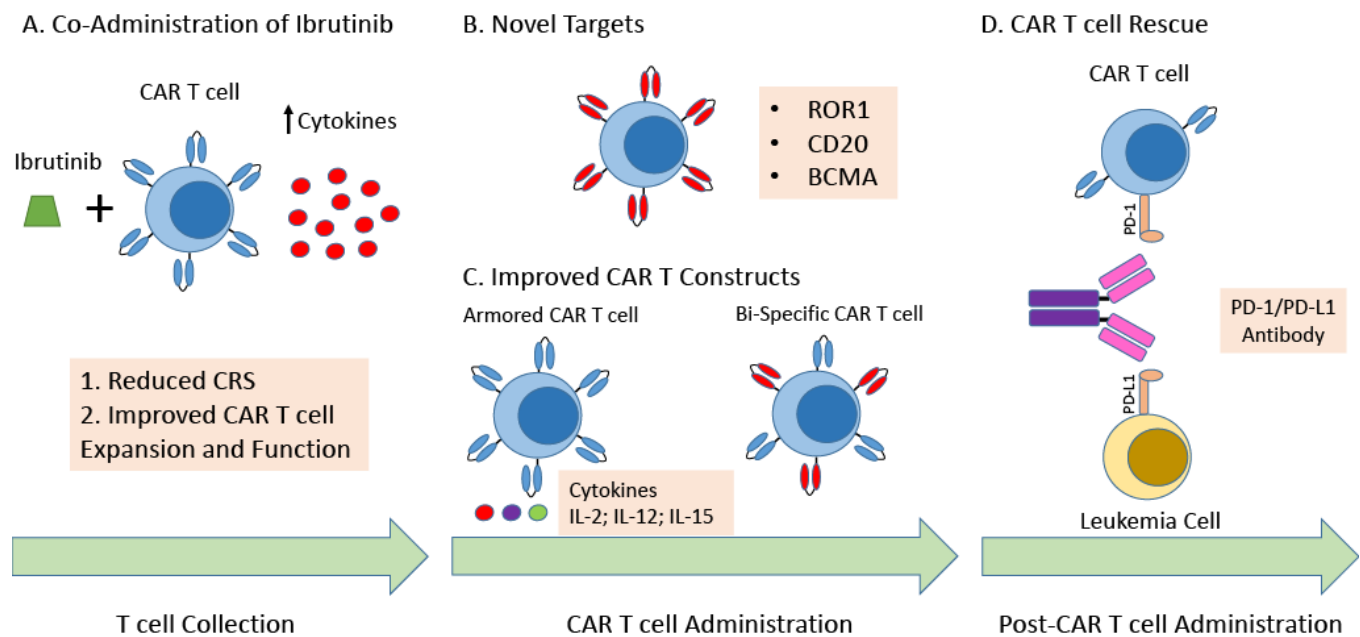 A. Co-Administration of Ibrutinib
CAR T cell
Cytokines
Ibrutinib
+
1. Reduced CRS
2. Improved CAR T cell
Expansion and Function
T cell Collection
B. Novel Targets
• ROR1
• CD20
• BCMA
C. Improved CAR T Constructs
Armored CAR T cell
Bi-Specific CAR T cell
Cytokines
IL-2; IL-12; IL-15
CAR T cell Administration
D. CAR T cell Rescue
CAR T cell
PD-1
PD-1/PD-L1
Antibody
PD-L1
Leukemia Cell
Post-CAR T cell Administration